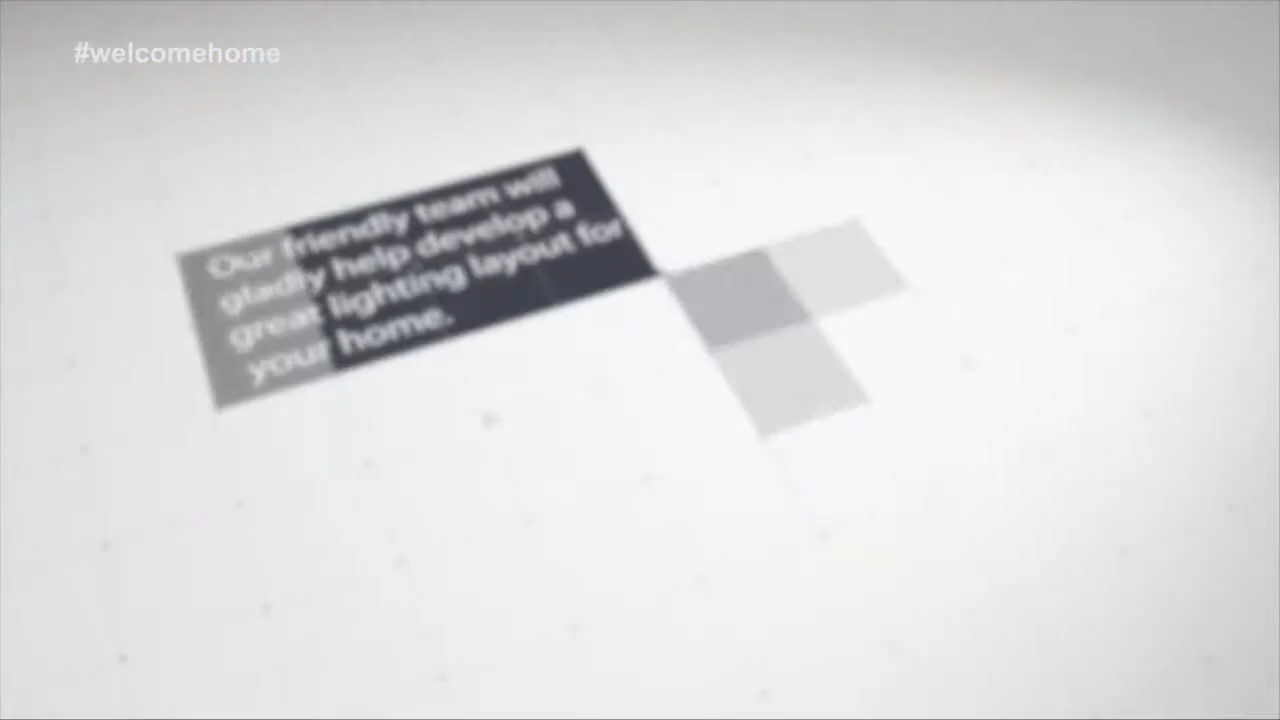 #welcomehome
Our friendly team will
gladly help develop a
great lighting layout for
your home.